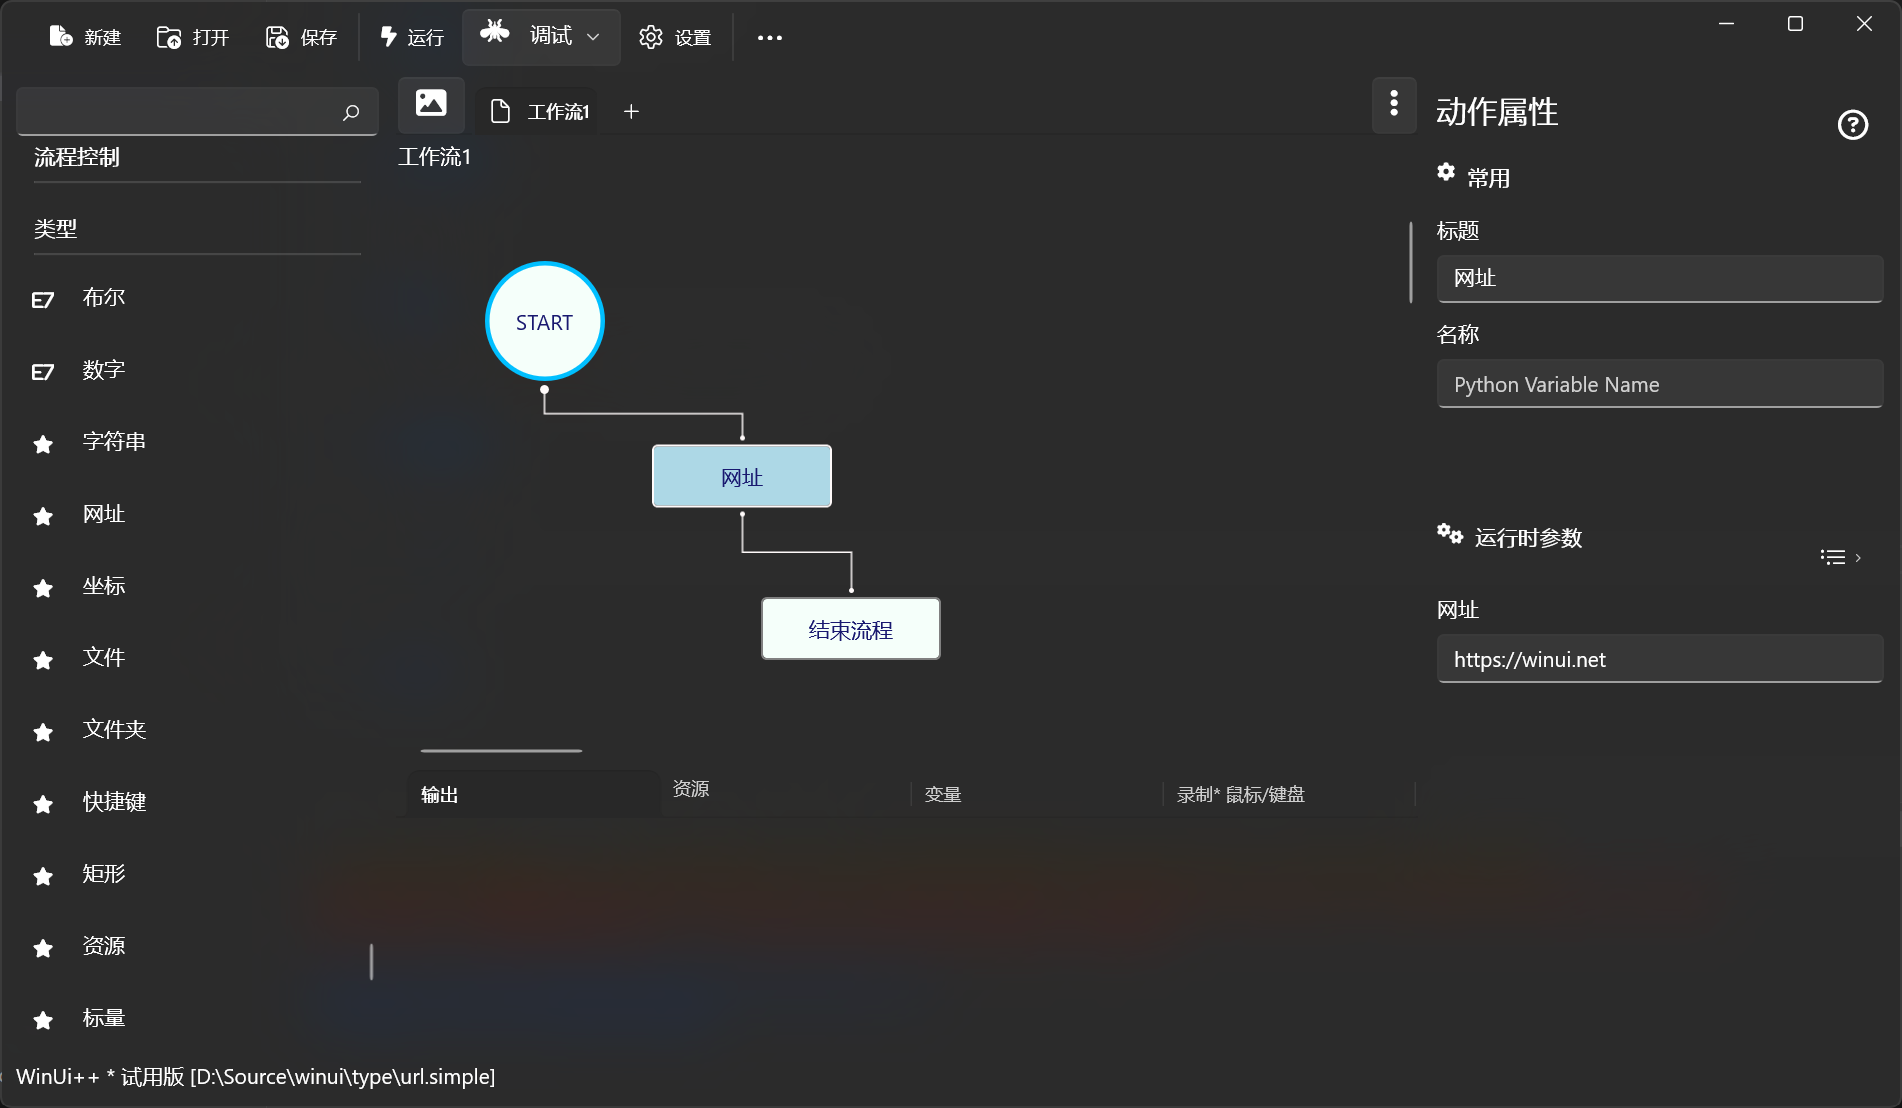 新建
打开
保存
运行
调试
设置
流程控制
类型
布尔
数字
字符串
网址
坐标
文件
文件夹
快捷键
矩形
资源
标量
工作流1
工作流1
START
网址
结束流程
输出
资源
变量
录制* 鼠标/键盘
动作属性
常用
标题
网址
名称
Python Variable Name
运行时参数
网址
https://winui.net
WinUi++ * 试用版 [D:\Source\winui\type\url.simple]